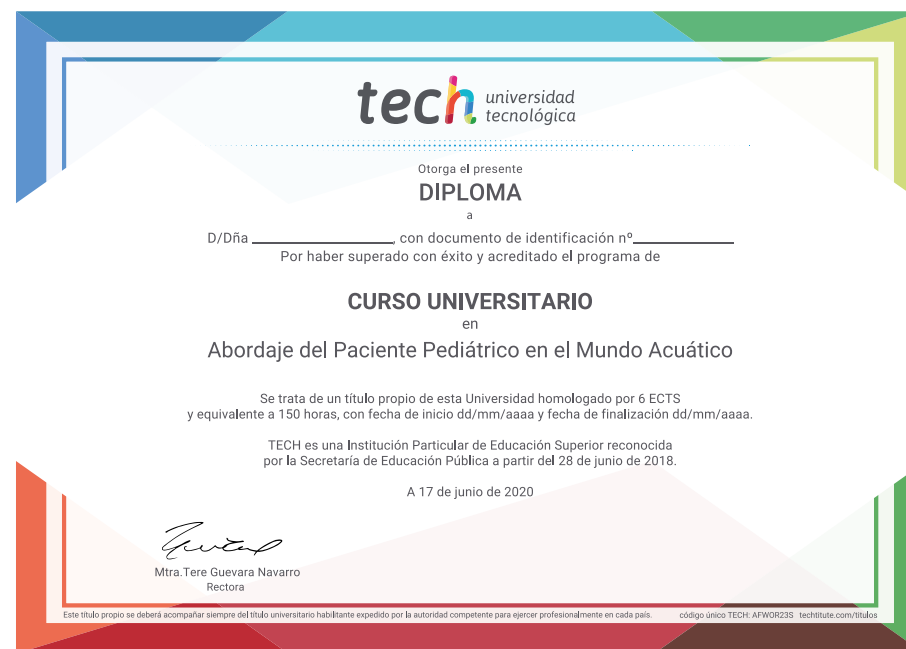 tech universidad
tecnológica
Otorga el presente
DIPLOMA
a
D/Dña ____________________, con documento de identificación nº______________
Por haber superado con éxito y acreditado el programa de
CURSO UNIVERSITARIO
en
Abordaje del Paciente Pediátrico en el Mundo Acuático
Se trata de un título propio de esta Universidad homologado por 6 ECTS
y equivalente a 150 horas, con fecha de inicio dd/mm/aaaa y fecha de finalización dd/mm/aaaa.
TECH es una Institución Particular de Educación Superior reconocida
por la Secretaría de Educación Pública a partir del 28 de junio de 2018.
A 17 de junio de 2020
Mtra.Tere Guevara Navarro
Rectora
Este título propio se deberá acompañar siempre del título universitario habilitante expedido por la autoridad competente para ejercer profesionalmente en cada país. código único TECH: AFWOR23S techtitute.com/titulos